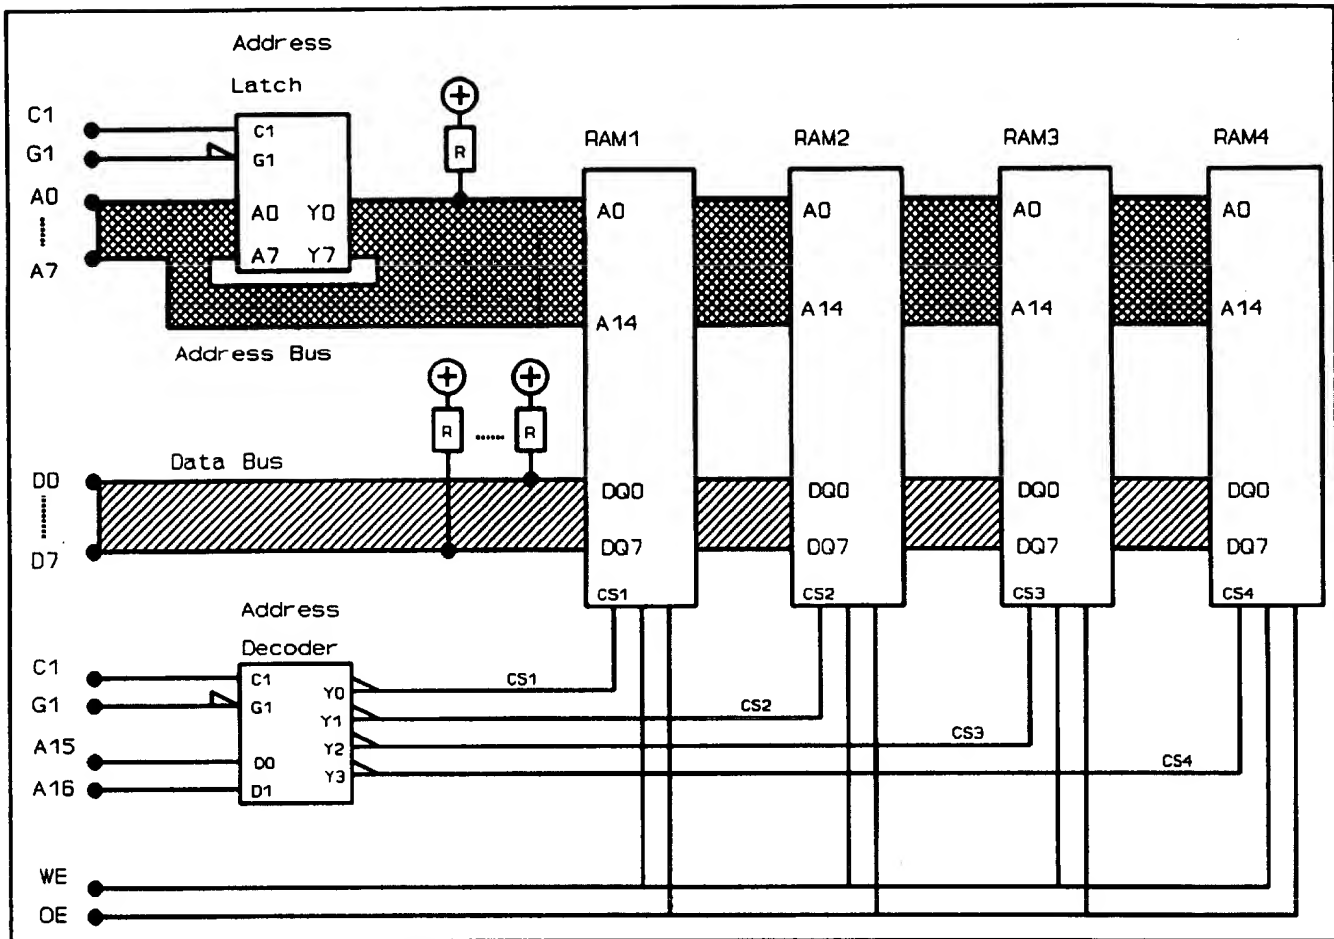 Address
Latch
C1
G1
A0
A7
C1
G1
A0 Y0
A7 Y7
R
RAM1
RAM2
RAM3
RAM4
A0
A0
A0
A0
A14
A14
A14
A14
Address Bus
R
......
R
Data Bus
D0
D7
DQ0
DQ0
DQ0
DQ0
DQ7
DQ7
DQ7
DQ7
CS1
CS2
CS3
CS4
Address
Decoder
C1
G1
A15
A16
C1
G1
D0
D1
Y0
Y1
Y2
Y3
CS1
CS2
CS3
CS4
WE
OE